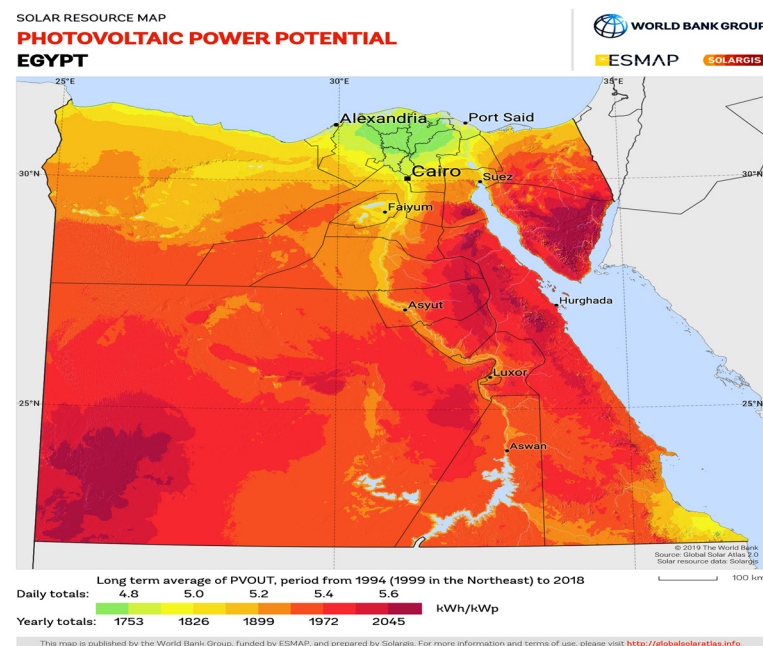 SOLAR RESOURCE MAP
PHOTOVOLTAIC POWER POTENTIAL
EGYPT
WORLD BANK GROUP
ESMAP
SOLARGIS
25°E
30°E
35°E
Alexandria
Port Said
30°N
Cairo
Suez
30°N
Faiyum
Hurghada
Asyut
Luxor
25°N
25°N
Aswan
© 2019 The World Bank
Source: Global Solar Atlas 2.0
Solar resource data: Solargis
100 km
Long term average of PVOUT, period from 1994 (1999 in the Northeast) to 2018
Daily totals: 4.8 5.0 5.2 5.4 5.6
kWh/kWp
Yearly totals: 1753 1826 1899 1972 2045
This map is published by the World Bank Group, funded by ESMAP, and prepared by Solargis. For more information and terms of use, please visit http://globalsolaratlas.info.